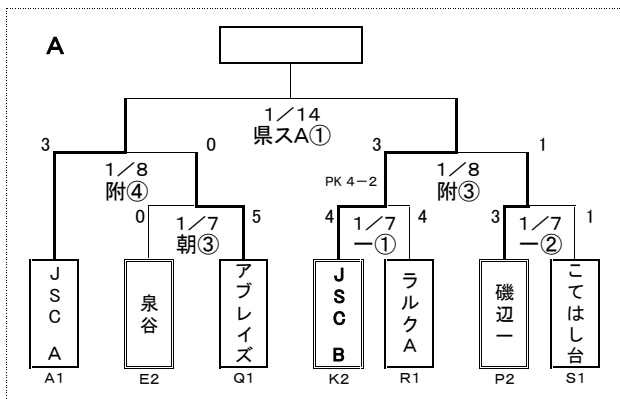 A
1/14
県スA①
3
0
3
1
1/8
附④
PK 4-2
1/8
附③
0
5
4
4
3
1
1/7
朝③
1/7
一①
1/7
一②
JSC A
泉谷
アブレイズ
JSC B
ラルクA
磯辺一
こてはし台
A1
E2
Q1
K2
R1
P2
S1